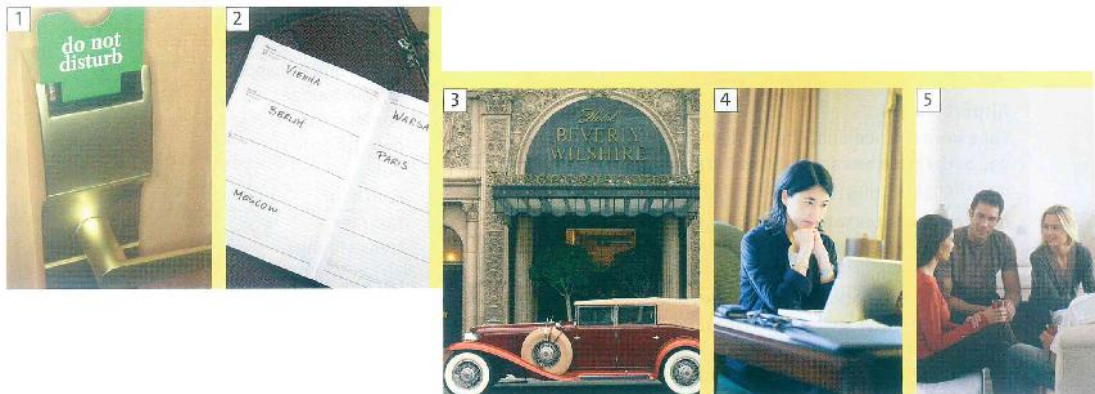 1
do not
disturb
2
VIENNA
BERLIN
MOSCOW
WARSA
PARIS
3
Hotel
BEVERLY
WILSHIRE
4
5